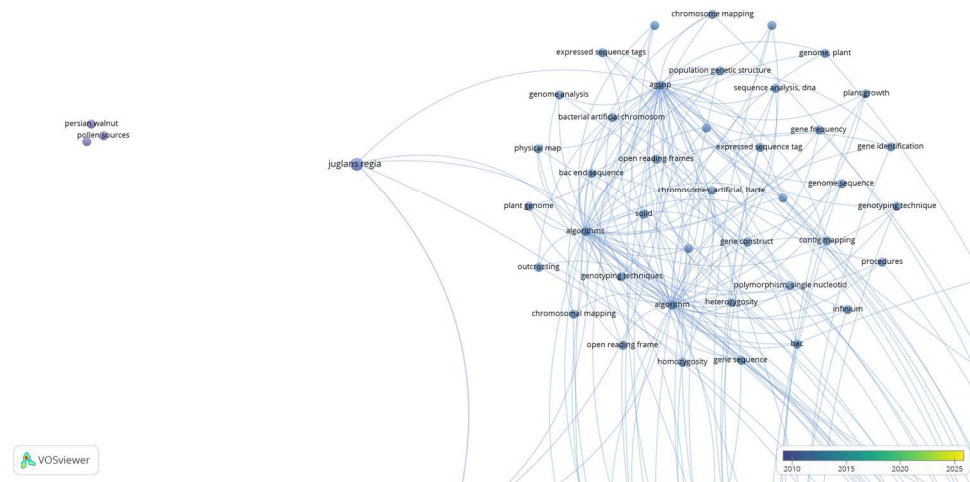 chromosome mapping
expressed sequence tags
genome, plant
population genetic structure
agsnp
sequence analysis, dna
genome analysis
plant growth
bacterial artificial chromosom
persian walnut
pollen sources
gene frequency
physical map
expressed sequence tag
gene identification
open reading frames
juglans regia
bac end sequence
genome sequence
chromosomes, artificial, bacte
plant genome
solid
genotyping technique
algorithms
gene construct
contig mapping
procedures
outcrossing
genotyping techniques
polymorphism, single nucleotid
algorithm
heterozygosity
infinium
chromosomal mapping
open reading frame
bac
homozygosity
gene sequence
VOSviewer
2010
2015
2020
2025